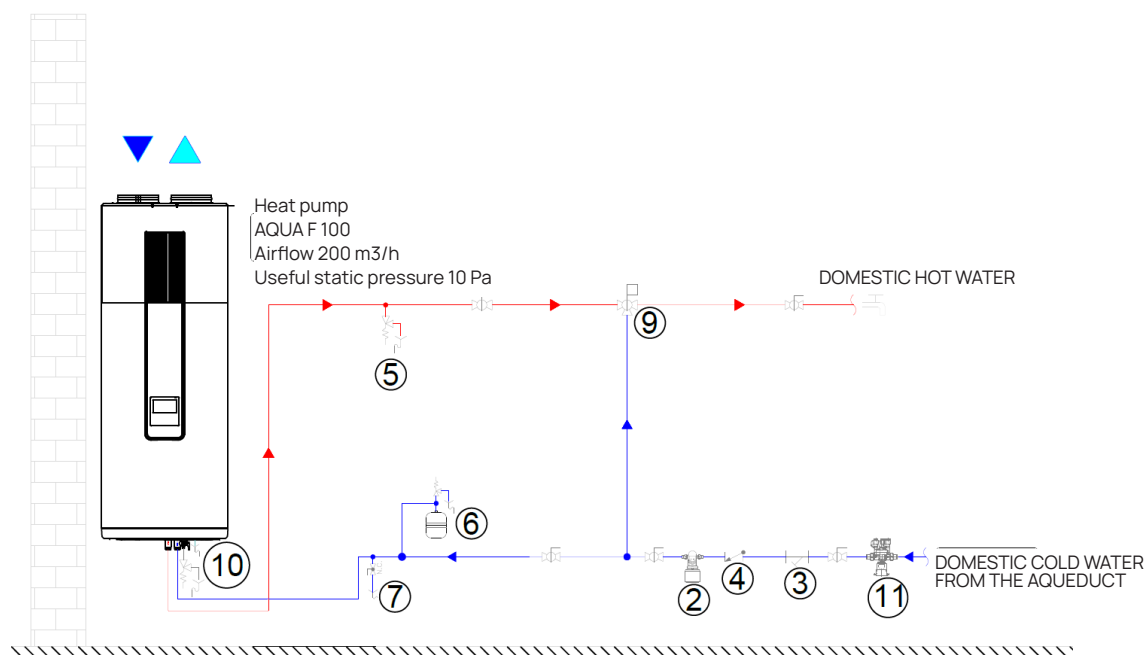 Heat pump
AQUA F 100
Airflow 200 m3/h
Useful static pressure 10 Pa
DOMESTIC HOT WATER
9
5
6
10
7
2
4
3
11
DOMESTIC COLD WATER
FROM THE AQUEDUCT